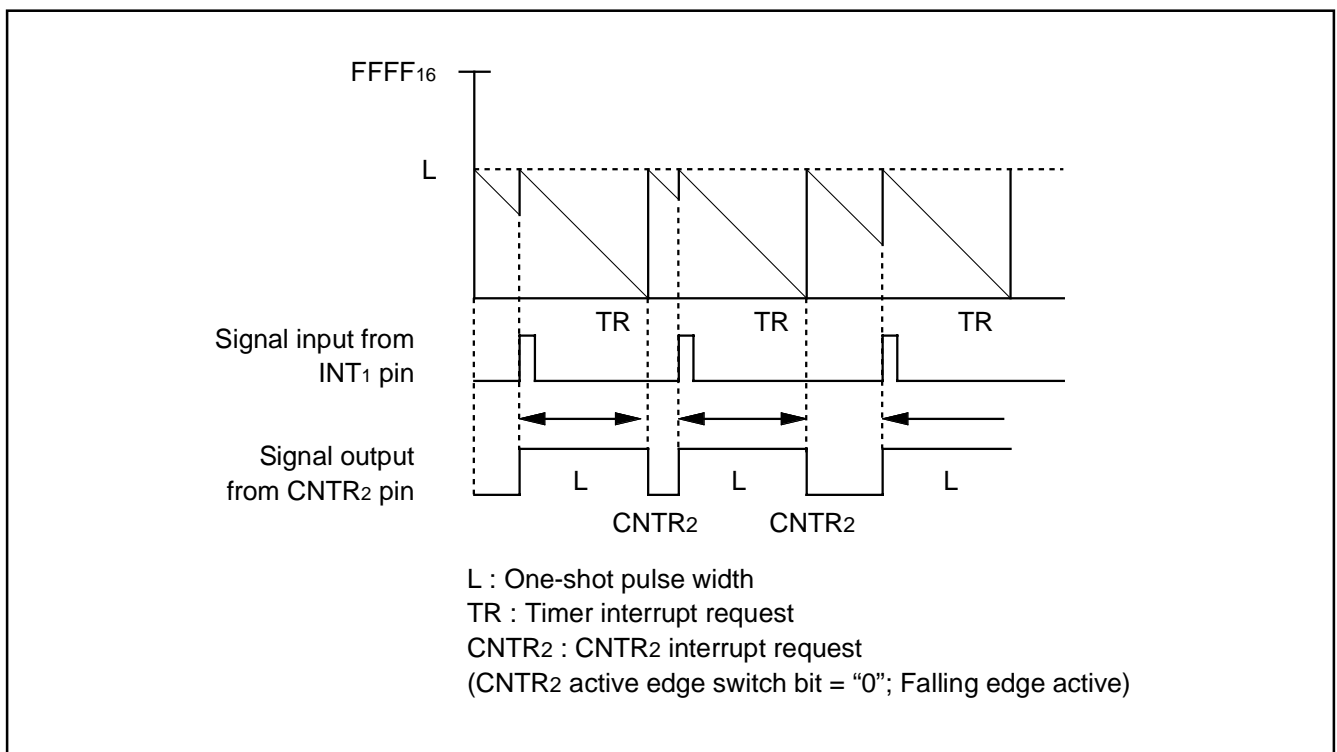 FFFF16
L
TR TR TR
Signal input from
INT1 pin
Signal output
from CNTR2 pin
L L L
CNTR2 CNTR2
L : One-shot pulse width
TR : Timer interrupt request
CNTR2 : CNTR2 interrupt request
(CNTR2 active edge switch bit = “0”; Falling edge active)